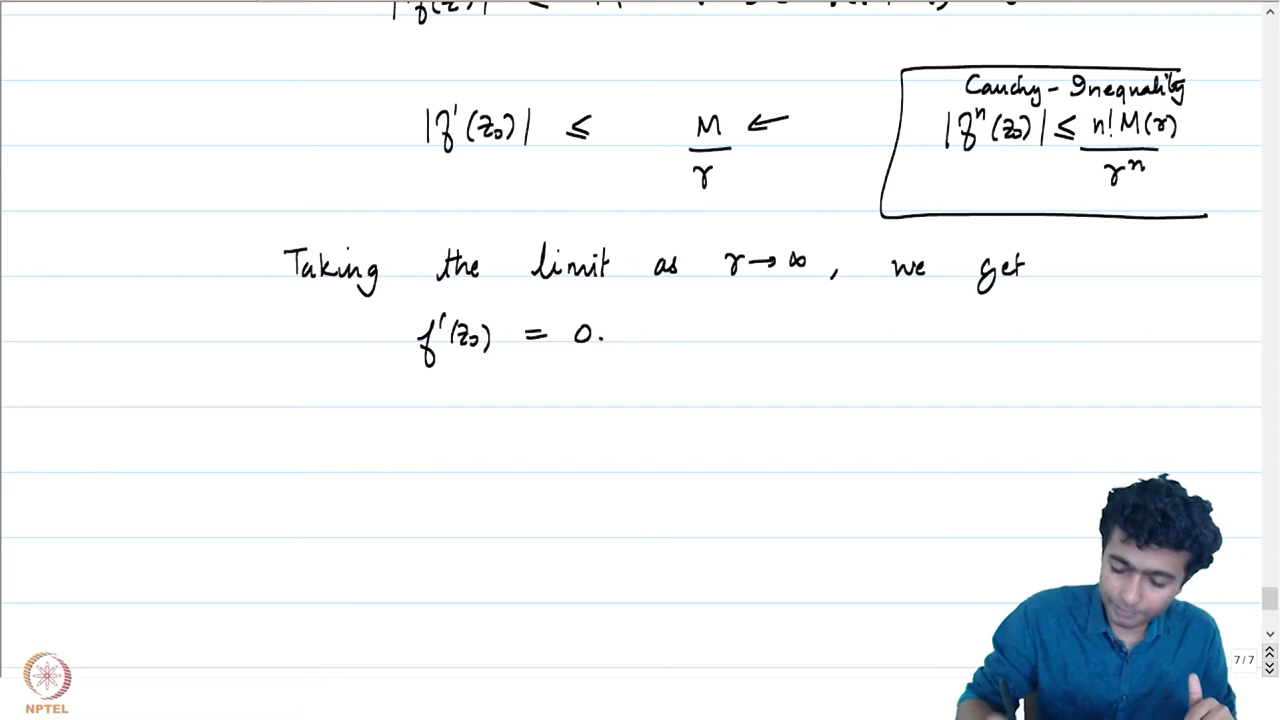 |f'(z₀)| ≤ M/r ←
Cauchy - Inequality
|fⁿ(z₀)| ≤ n! M(r)/rⁿ
Taking the limit as r → ∞, we get
f'(z₀) = 0.
7/7
NPTEL